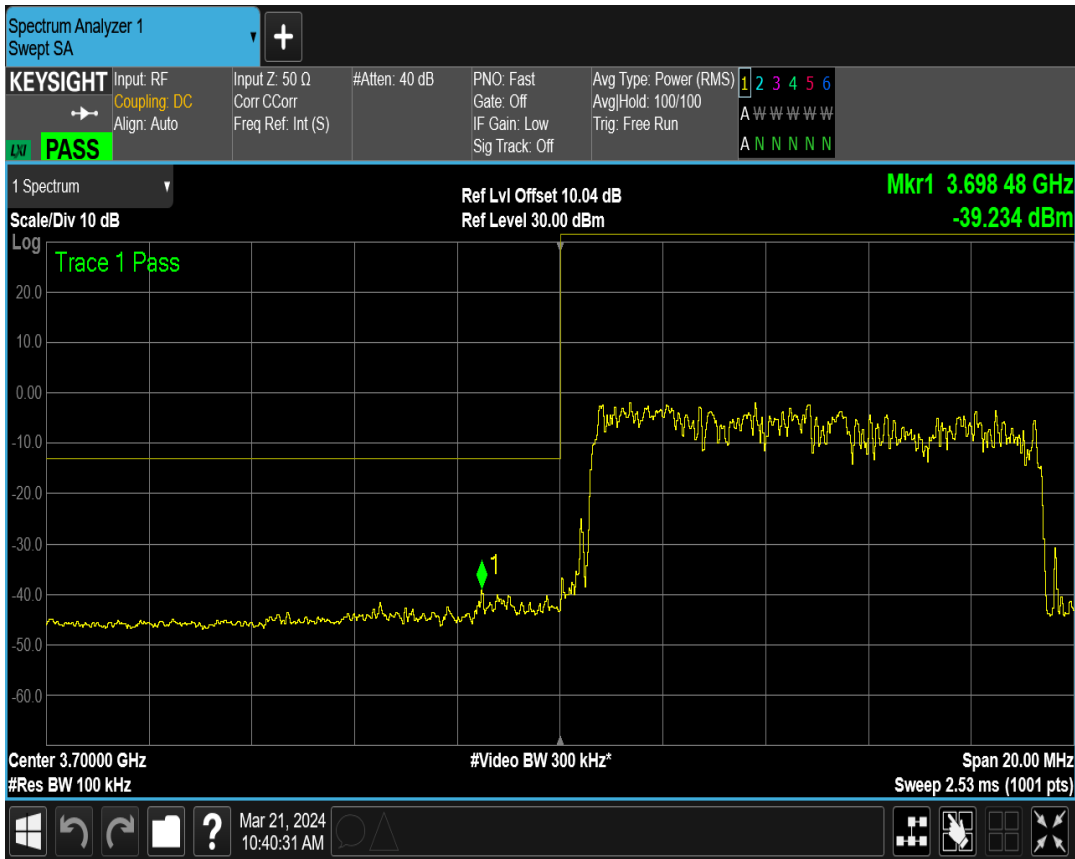 Spectrum Analyzer 1
Swept SA
+
KEYSIGHT
LXI PASS
Input: RF
Coupling: DC
Align: Auto
Input Z: 50 Ω
Corr CCorr
Freq Ref: Int (S)
#Atten: 40 dB
PNO: Fast
Gate: Off
IF Gain: Low
Sig Track: Off
Avg Type: Power (RMS)
Avg|Hold: 100/100
Trig: Free Run
1 2 3 4 5 6
A W W W W W
A N N N N N
1 Spectrum
Scale/Div 10 dB
Ref Lvl Offset 10.04 dB
Ref Level 30.00 dBm
Mkr1 3.698 48 GHz
-39.234 dBm
Log
Trace 1 Pass
20.0
10.0
0.00
-10.0
-20.0
-30.0
1
-40.0
-50.0
-60.0
Center 3.70000 GHz
#Res BW 100 kHz
#Video BW 300 kHz*
Span 20.00 MHz
Sweep 2.53 ms (1001 pts)
?
Mar 21, 2024
10:40:31 AM